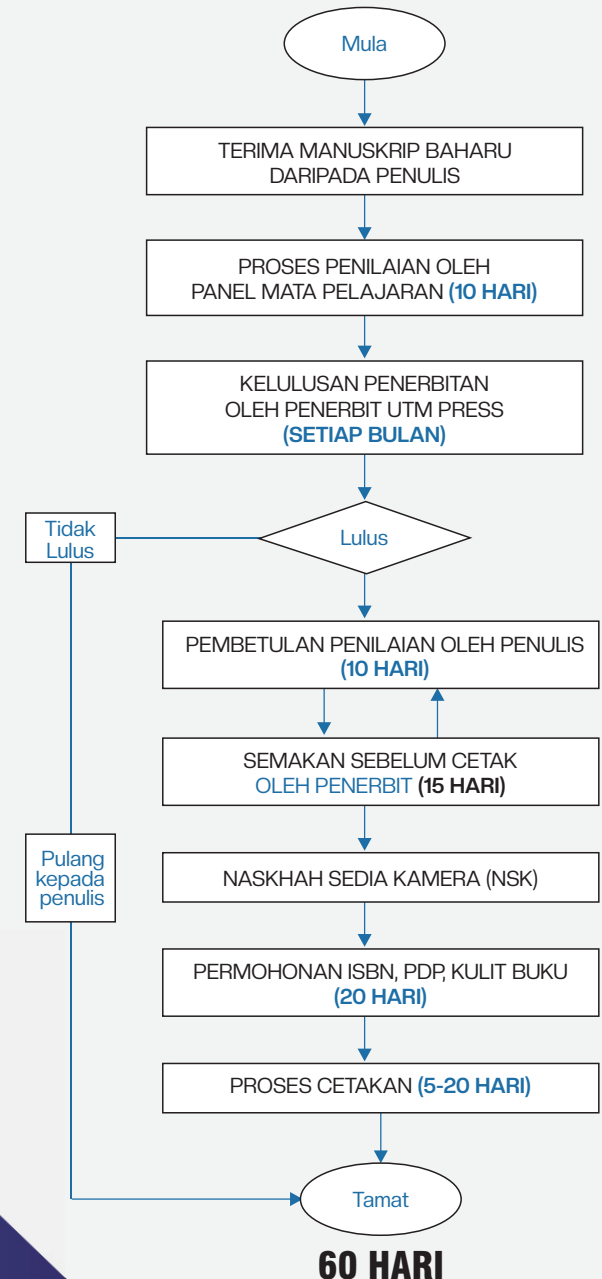 Mula
TERIMA MANUSKRIP BAHARU
DARIPADA PENULIS
PROSES PENILAIAN OLEH
PANEL MATA PELAJARAN (10 HARI)
KELULUSAN PENERBITAN
OLEH PENERBIT UTM PRESS
(SETIAP BULAN)
Tidak
Lulus
Lulus
PEMBETULAN PENILAIAN OLEH PENULIS
(10 HARI)
SEMAKAN SEBELUM CETAK
OLEH PENERBIT (15 HARI)
Pulang
kepada
penulis
NASKHAH SEDIA KAMERA (NSK)
PERMOHONAN ISBN, PDP, KULIT BUKU
(20 HARI)
PROSES CETAKAN (5-20 HARI)
Tamat
60 HARI